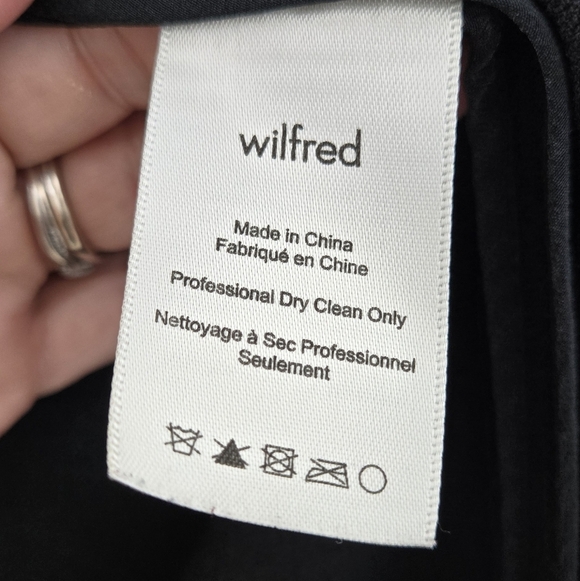 wilfred
Made in China
Fabriqué en Chine
Professional Dry Clean Only
Nettoyage à Sec Professionnel
Seulement